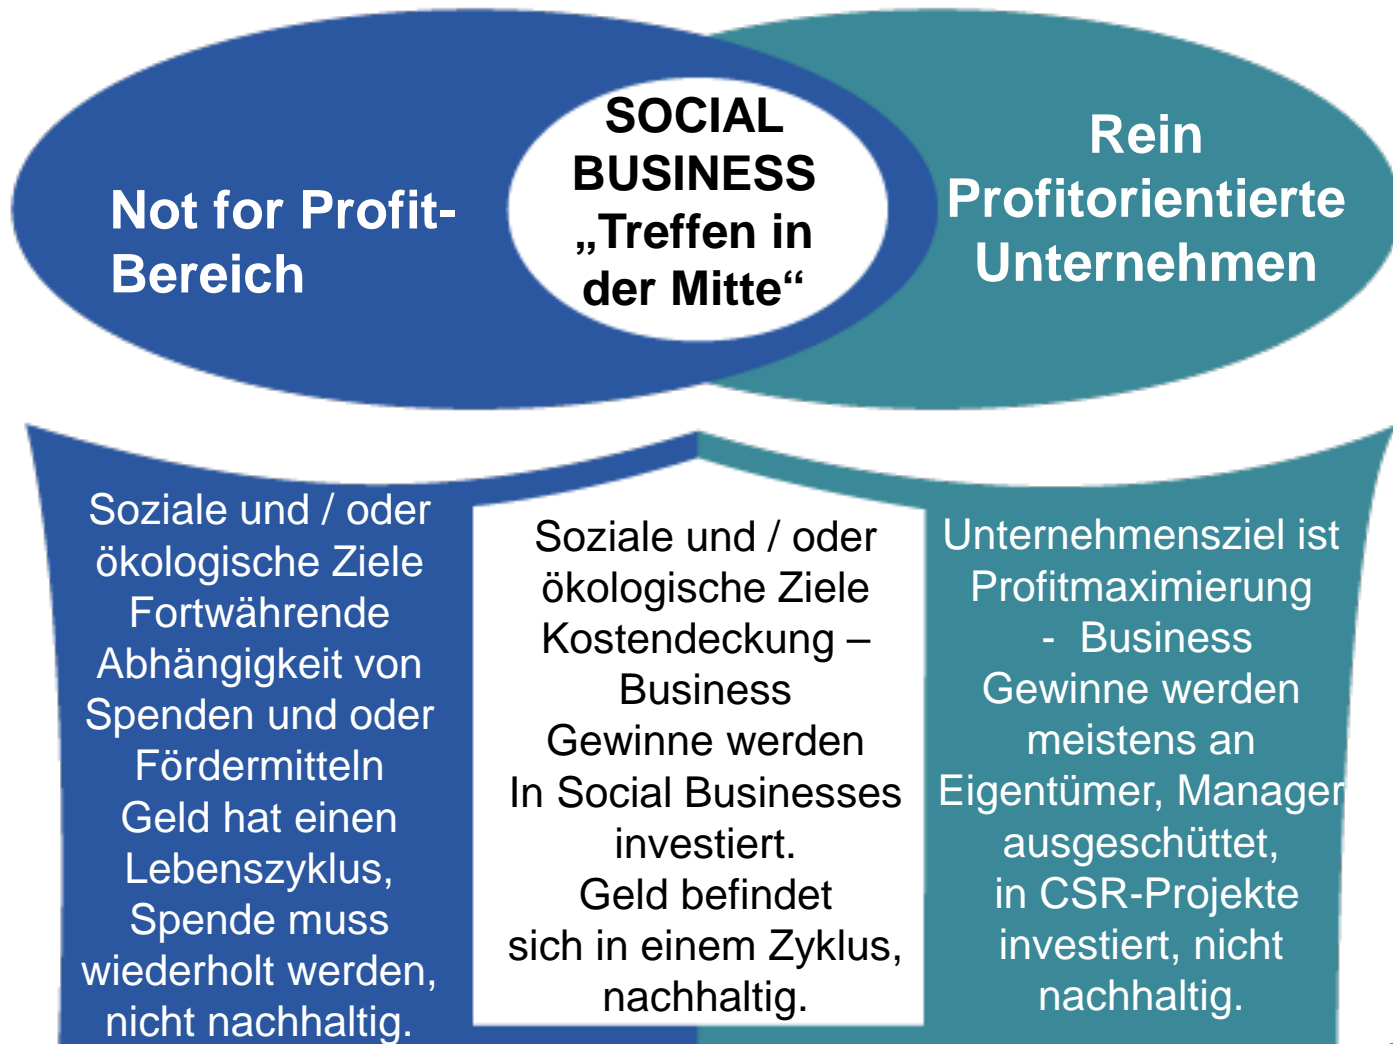 Not for Profit-
Bereich
SOCIAL
BUSINESS
„Treffen in
der Mitte“
Rein
Profitorientierte
Unternehmen
Soziale und / oder
ökologische Ziele
Fortwährende
Abhängigkeit von
Spenden und oder
Fördermitteln
Geld hat einen
Lebenszyklus,
Spende muss
wiederholt werden,
nicht nachhaltig.
Soziale und / oder
ökologische Ziele
Kostendeckung –
Business
Gewinne werden
In Social Businesses
investiert.
Geld befindet
sich in einem Zyklus,
nachhaltig.
Unternehmensziel ist
Profitmaximierung
- Business
Gewinne werden
meistens an
Eigentümer, Manager
ausgeschüttet,
in CSR-Projekte
investiert, nicht
nachhaltig.